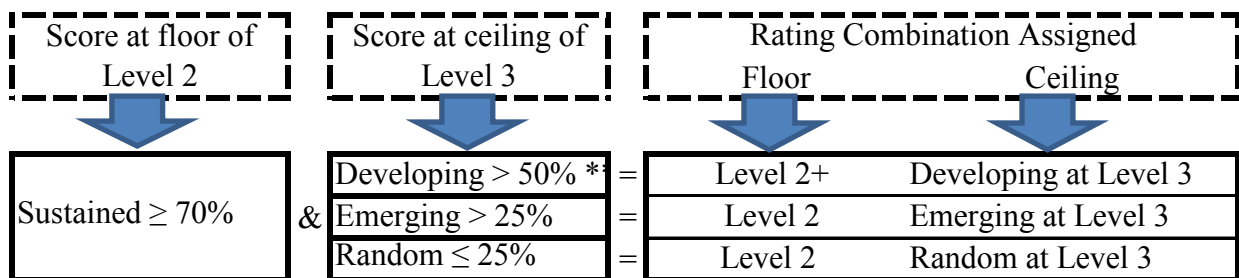 Score at floor of
Level 2
Score at ceiling of
Level 3
Rating Combination Assigned
Floor Ceiling
Sustained ≥ 70%
&
Developing > 50% ** = Level 2+ Developing at Level 3
Emerging > 25% = Level 2 Emerging at Level 3
Random ≤ 25% = Level 2 Random at Level 3